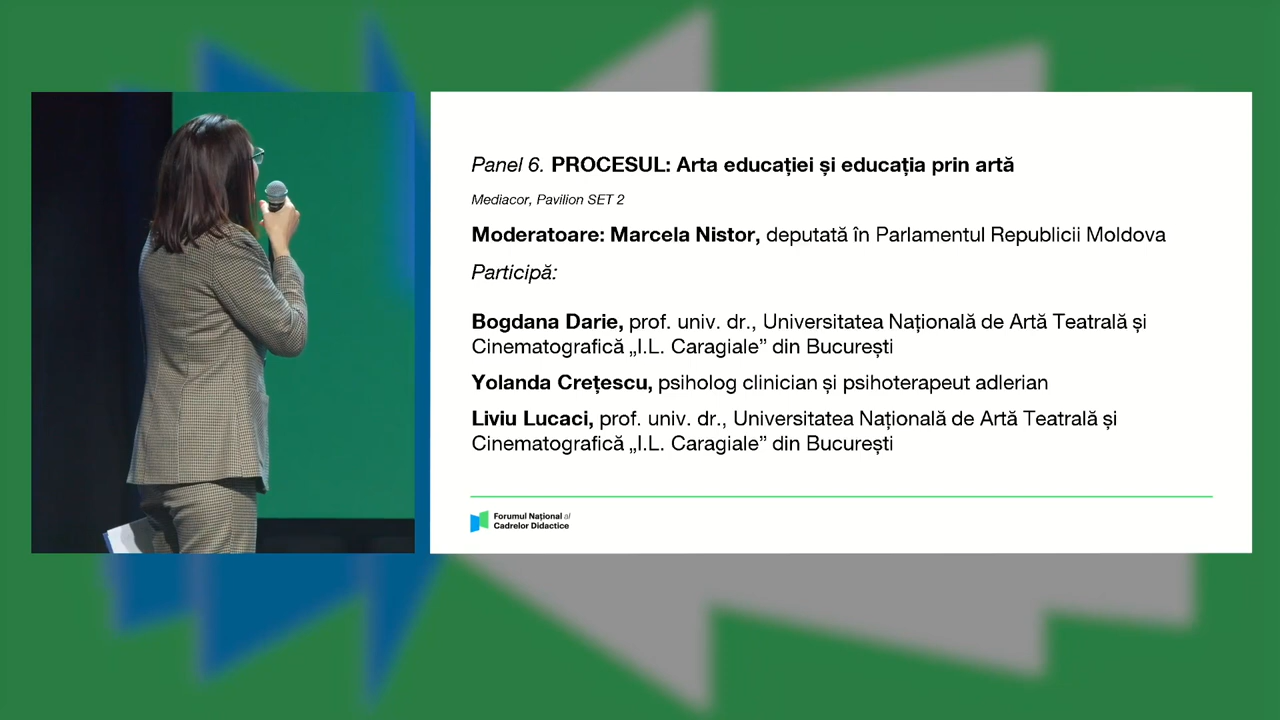 Panel 6. PROCESUL: Arta educației și educația prin artă
Mediacor, Pavilion SET 2
Moderatoare: Marcela Nistor, deputată în Parlamentul Republicii Moldova
Participă:
Bogdana Darie, prof. univ. dr., Universitatea Națională de Artă Teatrală și
Cinematografică „I.L. Caragiale” din București
Yolanda Crețescu, psiholog clinician și psihoterapeut adlerian
Liviu Lucaci, prof. univ. dr., Universitatea Națională de Artă Teatrală și
Cinematografică „I.L. Caragiale” din București
Forumul Național al
Cadrelor Didactice